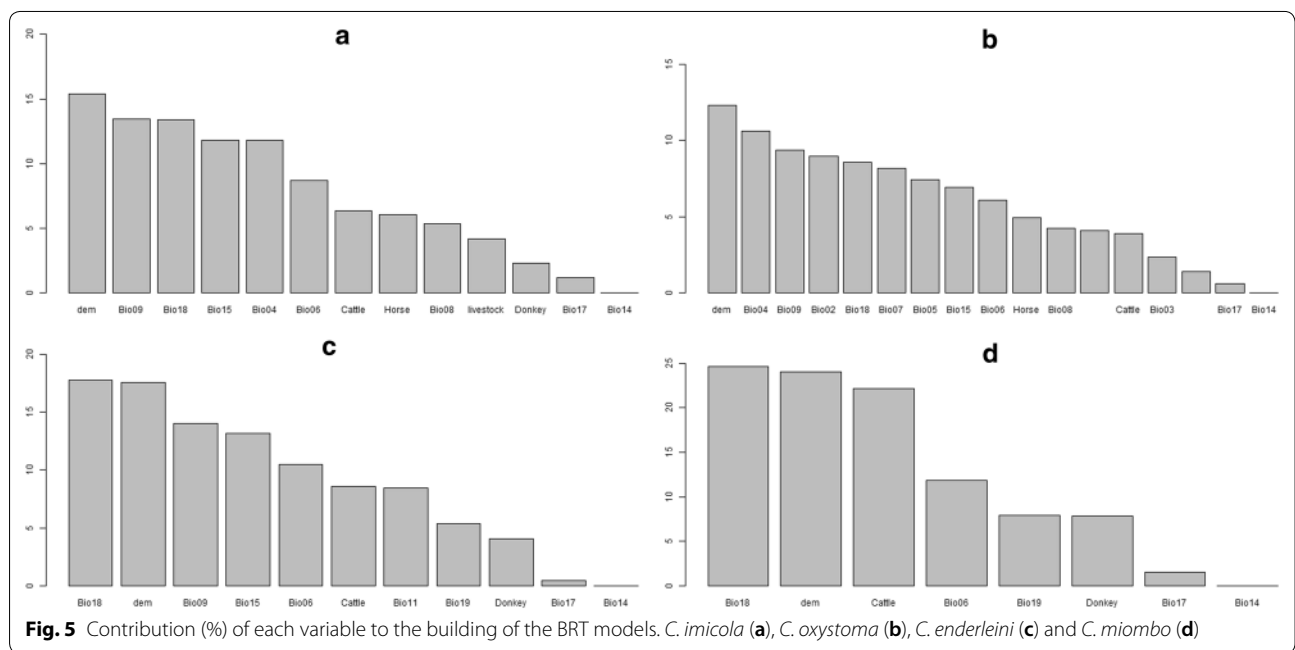 a
20
15
10
5
0
dem Bio09 Bio18 Bio15 Bio04 Bio06 Cattle Horse Bio08 livestock Donkey Bio17 Bio14
b
15
10
5
0
dem Bio04 Bio09 Bio02 Bio18 Bio07 Bio05 Bio15 Bio06 Horse Bio08 Cattle Bio03 Bio17 Bio14
c
20
15
10
5
0
Bio18 dem Bio09 Bio15 Bio06 Cattle Bio11 Bio19 Donkey Bio17 Bio14
d
25
20
15
10
5
0
Bio18 dem Cattle Bio06 Bio19 Donkey Bio17 Bio14
Fig. 5 Contribution (%) of each variable to the building of the BRT models. C. imicola (a), C. oxystoma (b), C. enderleini (c) and C. miombo (d)